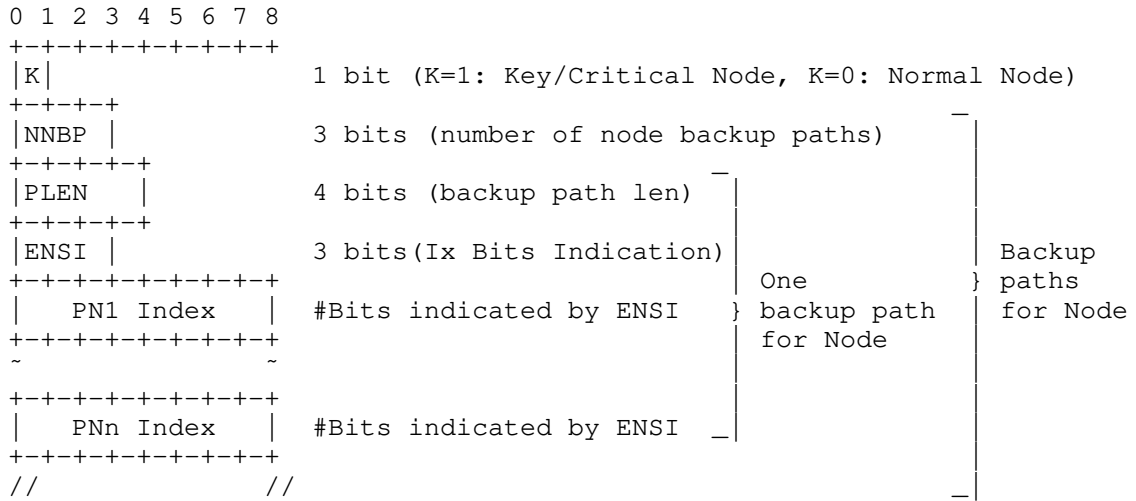 0 1 2 3 4 5 6 7 8
+-+-+-+-+-+-+-+-+
|K|                1 bit (K=1: Key/Critical Node, K=0: Normal Node)
+-+-+-+                                                    _
|NNBP |            3 bits (number of node backup paths)     |
+-+-+-+-+                                    _              |
|PLEN   |          4 bits (backup path len)   |             |
+-+-+-+-+                                     |             |
|ENSI |            3 bits(Ix Bits Indication)|              | Backup
+-+-+-+-+-+-+-+-+                             | One         } paths
|   PN1 Index   |  #Bits indicated by ENSI    } backup path | for Node
+-+-+-+-+-+-+-+-+                             | for Node    |
~               ~                             |             |
+-+-+-+-+-+-+-+-+                             |             |
|   PNn Index   |  #Bits indicated by ENSI   _|             |
+-+-+-+-+-+-+-+-+                                           |
//              //                                         _|